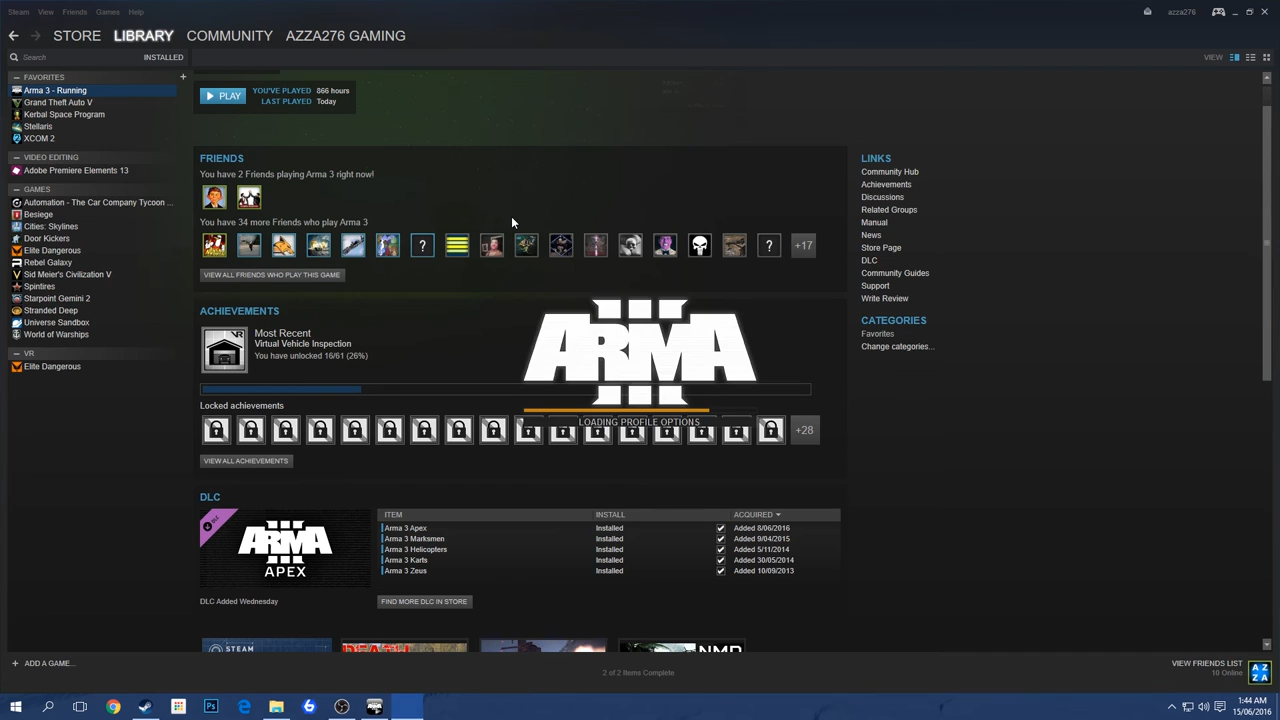 Steam View Friends Games Help
azza276
STORE LIBRARY COMMUNITY AZZA276 GAMING
Search INSTALLED
VIEW
FAVORITES
Arma 3 - Running
Grand Theft Auto V
Kerbal Space Program
Stellaris
XCOM 2
VIDEO EDITING
Adobe Premiere Elements 13
GAMES
Automation - The Car Company Tycoon ...
Besiege
Cities: Skylines
Door Kickers
Elite Dangerous
Rebel Galaxy
Sid Meier's Civilization V
Spintires
Starpoint Gemini 2
Stranded Deep
Universe Sandbox
World of Warships
VR
Elite Dangerous
PLAY
YOU'VE PLAYED 866 hours
LAST PLAYED Today
FRIENDS
You have 2 Friends playing Arma 3 right now!
You have 34 more Friends who play Arma 3
+17
VIEW ALL FRIENDS WHO PLAY THIS GAME
ACHIEVEMENTS
Most Recent
Virtual Vehicle Inspection
You have unlocked 16/61 (26%)
Locked achievements
+28
VIEW ALL ACHIEVEMENTS
ARMA III
LOADING PROFILE OPTIONS
DLC
ITEM INSTALL ACQUIRED
Arma 3 Apex Installed Added 8/06/2016
Arma 3 Marksmen Installed Added 9/04/2015
Arma 3 Helicopters Installed Added 5/11/2014
Arma 3 Karts Installed Added 30/05/2014
Arma 3 Zeus Installed Added 10/09/2013
DLC
ARMA III
APEX
DLC Added Wednesday
FIND MORE DLC IN STORE
STEAM
LINKS
Community Hub
Achievements
Discussions
Related Groups
Manual
News
Store Page
DLC
Community Guides
Support
Write Review
CATEGORIES
Favorites
Change categories...
ADD A GAME...
2 of 2 Items Complete
VIEW FRIENDS LIST
10 Online
AZ
ZA
1:44 AM
15/06/2016